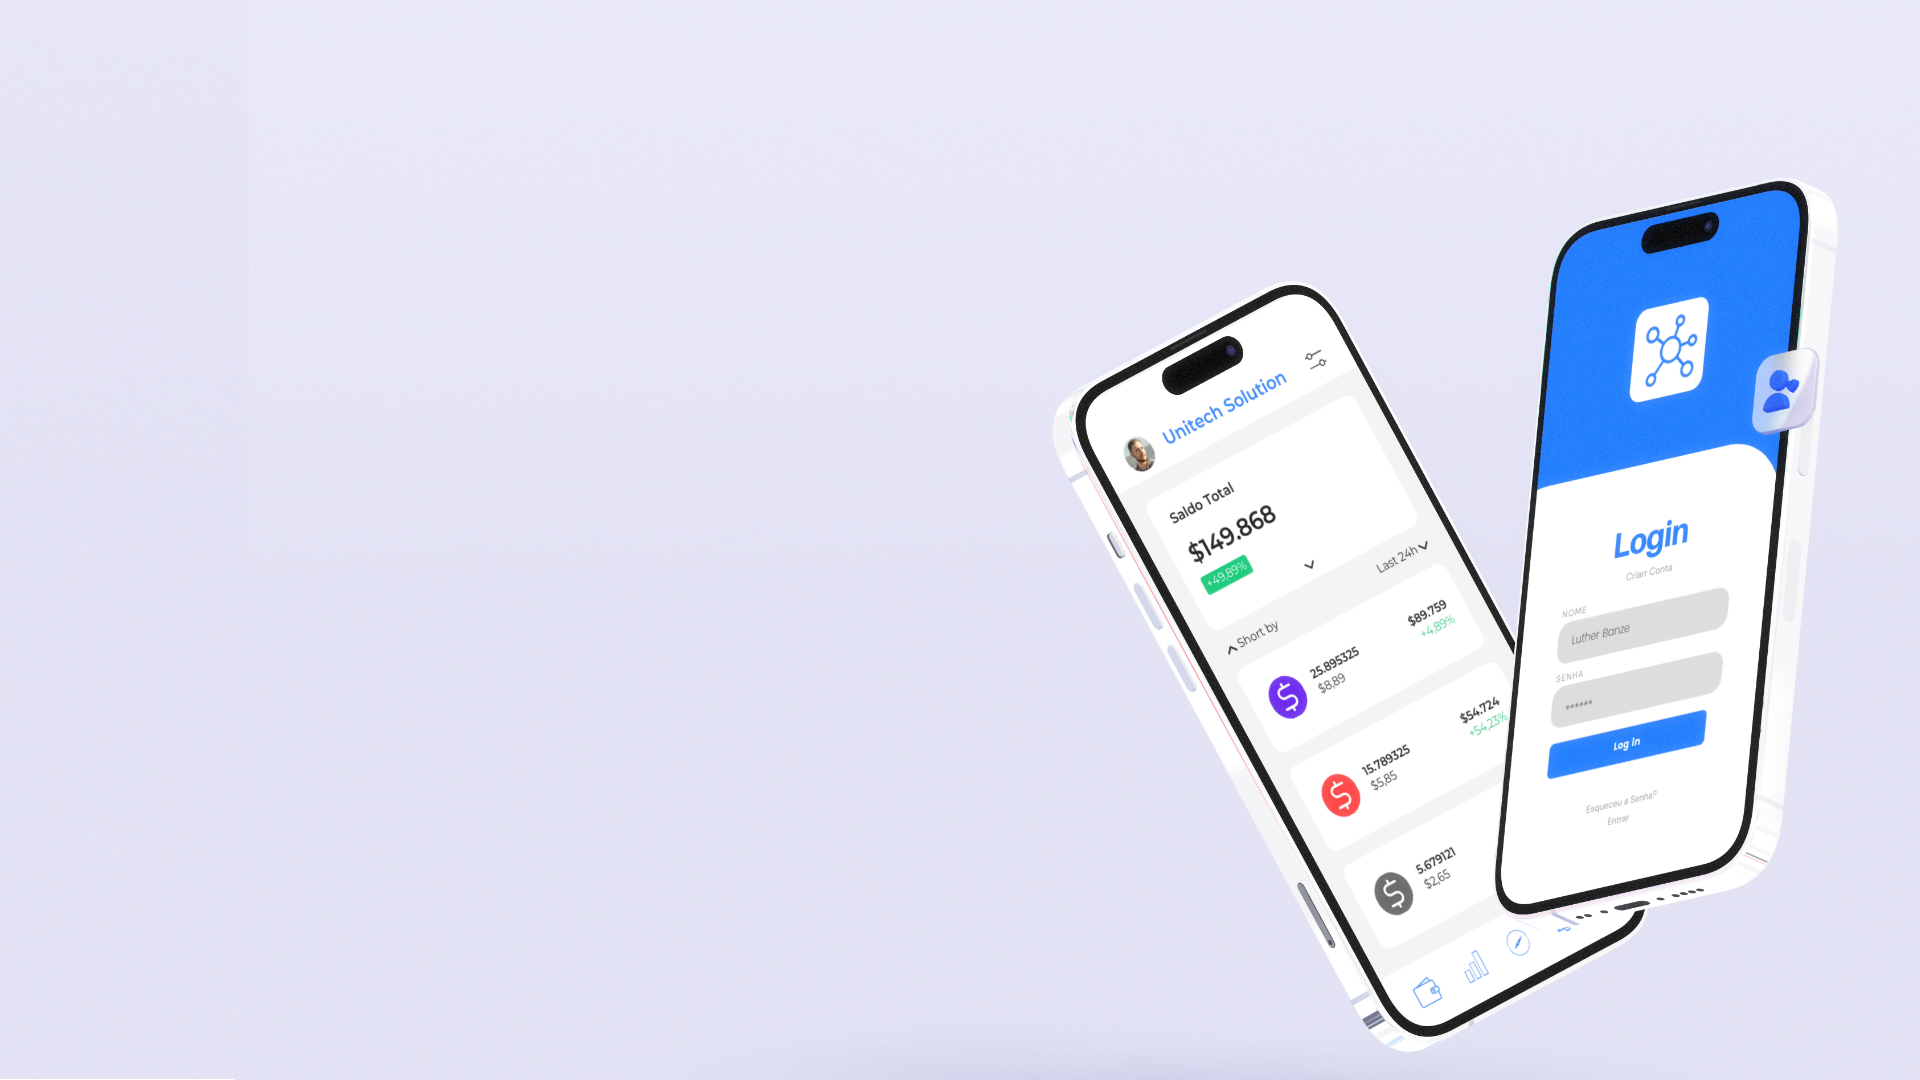 Unitech Solution
Saldo Total
$149.868
+49,89%
Short by
Last 24h
25.895325
$8,89
$89.759
+4,89%
15.789325
$5,85
$54.724
+54,23%
5.679121
$2,65
Login
Criarr Conta
NOME
Luther Banze
SENHA
******
Log in
Esqueceu a Senha?
Entrar